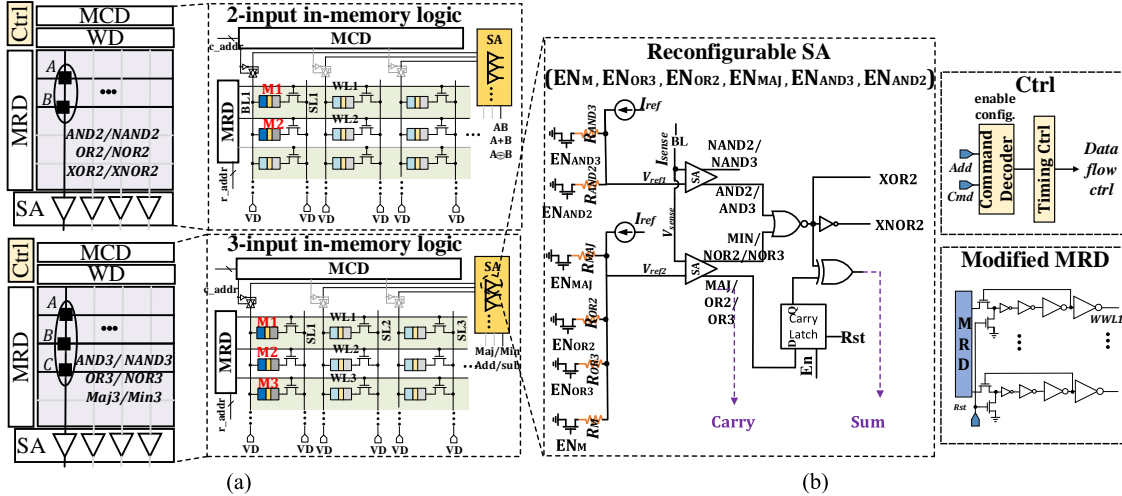 Ctrl
MCD
WD
MRD
A
B
...
AND2/NAND2
OR2/NOR2
XOR2/XNOR2
SA
2-input in-memory logic
c_addr
MCD
SA
MRD
BL1
M1
SL1
WL1
M2
WL2
...
AB
A+B
A⊕B
r_addr
VD
VD
VD
Ctrl
MCD
WD
MRD
A
B
C
...
AND3/NAND3
OR3/NOR3
Maj3/Min3
SA
3-input in-memory logic
c_addr
MCD
SA
MRD
M1
SL1
WL1
SL2
SL3
M2
WL2
M3
WL3
Maj/Min
... Add/sub
r_addr
VD
VD
VD
(a)
Reconfigurable SA
(ENM, ENOR3, ENOR2, ENMAJ, ENAND3, ENAND2)
Iref
RAND3
ENAND3
RAND2
ENAND2
Isense
BL
Vref1
Vsense
SA
NAND2/
NAND3
AND2/
AND3
Iref
RMAJ
ENMAJ
Vref2
SA
MIN/
NOR2/NOR3
MAJ/
OR2/
OR3
ROR2
ENOR2
ROR3
ENOR3
RM
ENM
XOR2
XNOR2
Q
Carry
Latch
D
Rst
En
Carry
Sum
(b)
Ctrl
enable
config.
Add
Cmd
Command
Decoder
Timing Ctrl
Data
flow
ctrl
Modified MRD
MRD
WWL1
...
...
Rst